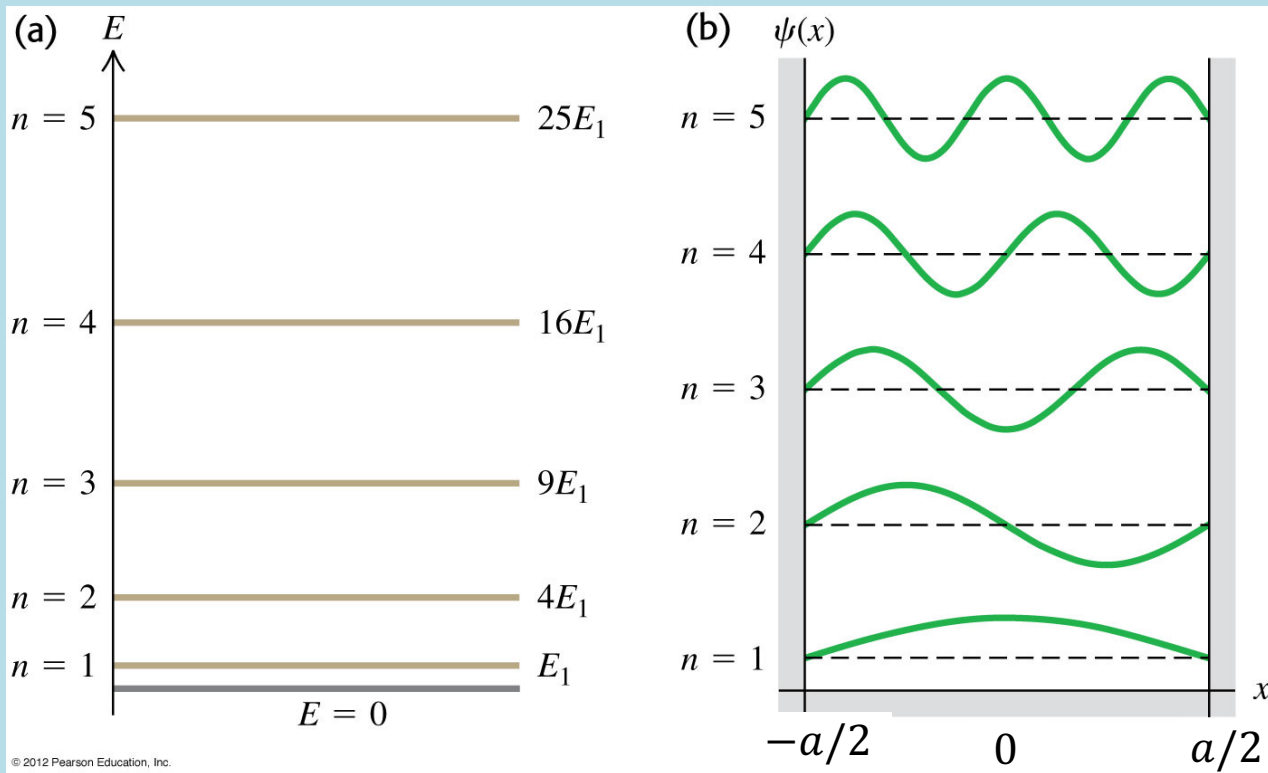 (a)
E
n = 5
25E₁
n = 4
16E₁
n = 3
9E₁
n = 2
4E₁
n = 1
E₁
E = 0
© 2012 Pearson Education, Inc.
(b)
ψ(x)
n = 5
n = 4
n = 3
n = 2
n = 1
x
−a/2
0
a/2